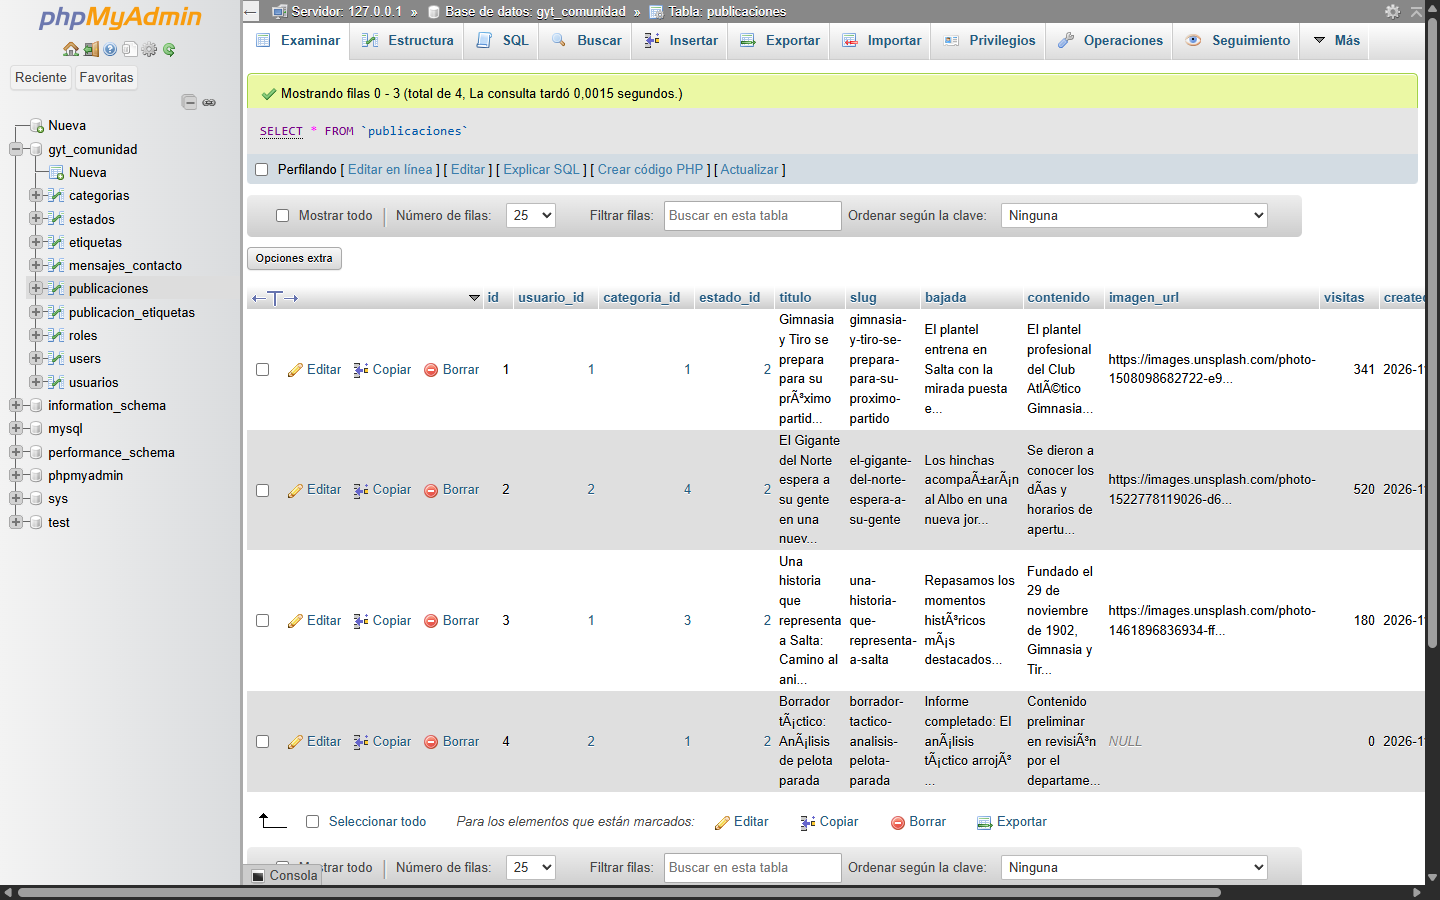 phpMyAdmin
Reciente
Favoritas
Nueva
gyt_comunidad
Nueva
categorias
estados
etiquetas
mensajes_contacto
publicaciones
publicacion_etiquetas
roles
users
usuarios
information_schema
mysql
performance_schema
phpmyadmin
sys
test
Servidor: 127.0.0.1 » Base de datos: gyt_comunidad » Tabla: publicaciones
Examinar Estructura SQL Buscar Insertar Exportar Importar Privilegios Operaciones Seguimiento Más
Mostrando filas 0 - 3 (total de 4, La consulta tardó 0,0015 segundos.)
SELECT * FROM `publicaciones`
Perfilando [ Editar en línea ] [ Editar ] [ Explicar SQL ] [ Crear código PHP ] [ Actualizar ]
Mostrar todo Número de filas: 25 Filtrar filas: Buscar en esta tabla Ordenar según la clave: Ninguna
Opciones extra
←T→ id usuario_id categoria_id estado_id titulo slug bajada contenido imagen_url visitas created
Editar Copiar Borrar 1 1 1 2
Gimnasia
y Tiro se
prepara
para su
prÃ³ximo
partid...
gimnasia-
y-tiro-se-
prepara-
para-su-
proximo-
partido
El plantel
entrena en
Salta con la
mirada puesta
e...
El plantel
profesional
del Club
AtlÃ©tico
Gimnasia...
https://images.unsplash.com/photo-
1508098682722-e9...
341 2026-1
Editar Copiar Borrar 2 2 4 2
El Gigante
del Norte
espera a
su gente
en una
nuev...
el-gigante-
del-norte-
espera-a-
su-gente
Los hinchas
acompaÃ±arÃ¡n
al Albo en una
nueva jor...
Se dieron a
conocer los
dÃ­as y
horarios de
apertu...
https://images.unsplash.com/photo-
1522778119026-d6...
520 2026-1
Editar Copiar Borrar 3 1 3 2
Una
historia
que
representa
a Salta:
Camino al
ani...
una-
historia-
que-
representa-
a-salta
Repasamos los
momentos
histÃ³ricos
mÃ¡s
destacados...
Fundado el
29 de
noviembre
de 1902,
Gimnasia y
Tir...
https://images.unsplash.com/photo-
1461896836934-ff...
180 2026-1
Editar Copiar Borrar 4 2 1 2
Borrador
tÃ¡ctico:
AnÃ¡lisis
de pelota
parada
borrador-
tactico-
analisis-
pelota-
parada
Informe
completado: El
anÃ¡lisis
tÃ¡ctico arrojÃ³
...
Contenido
preliminar
en revisiÃ³n
por el
departame...
NULL
0 2026-1
Seleccionar todo Para los elementos que están marcados: Editar Copiar Borrar Exportar
Mostrar todo Número de filas: 25 Filtrar filas: Buscar en esta tabla Ordenar según la clave: Ninguna
Consola